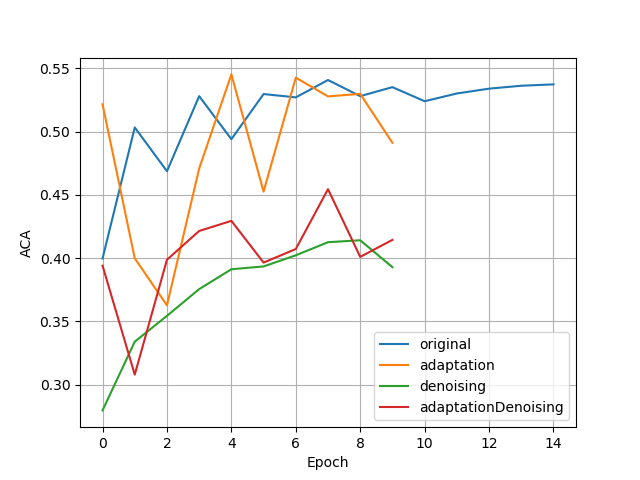 0.55
0.50
0.45
0.40
0.35
0.30
ACA
0 2 4 6 8 10 12 14
Epoch
original
adaptation
denoising
adaptationDenoising